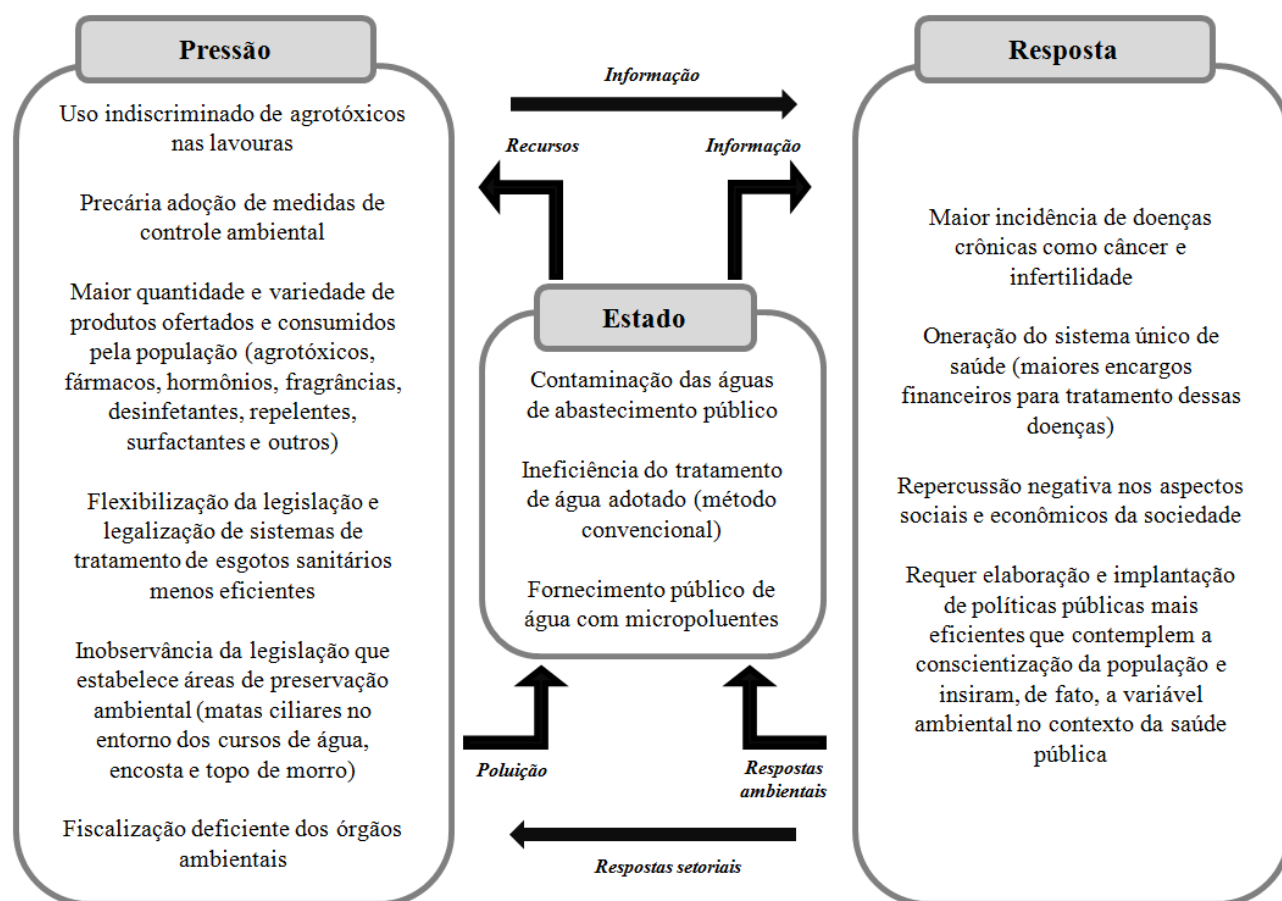 Pressão
Uso indiscriminado de agrotóxicos
nas lavouras
Precária adoção de medidas de
controle ambiental
Maior quantidade e variedade de
produtos ofertados e consumidos
pela população (agrotóxicos,
fármacos, hormônios, fragrâncias,
desinfetantes, repelentes,
surfactantes e outros)
Flexibilização da legislação e
legalização de sistemas de
tratamento de esgotos sanitários
menos eficientes
Inobservância da legislação que
estabelece áreas de preservação
ambiental (matas ciliares no
entorno dos cursos de água,
encosta e topo de morro)
Fiscalização deficiente dos órgãos
ambientais
Informação
Recursos
Informação
Estado
Contaminação das águas
de abastecimento público
Ineficiência do tratamento
de água adotado (método
convencional)
Fornecimento público de
água com micropoluentes
Poluição
Respostas
ambientais
Respostas setoriais
Resposta
Maior incidência de doenças
crônicas como câncer e
infertilidade
Oneração do sistema único de
saúde (maiores encargos
financeiros para tratamento dessas
doenças)
Repercussão negativa nos aspectos
sociais e econômicos da sociedade
Requer elaboração e implantação
de políticas públicas mais
eficientes que contemplem a
conscientização da população e
insiram, de fato, a variável
ambiental no contexto da saúde
pública